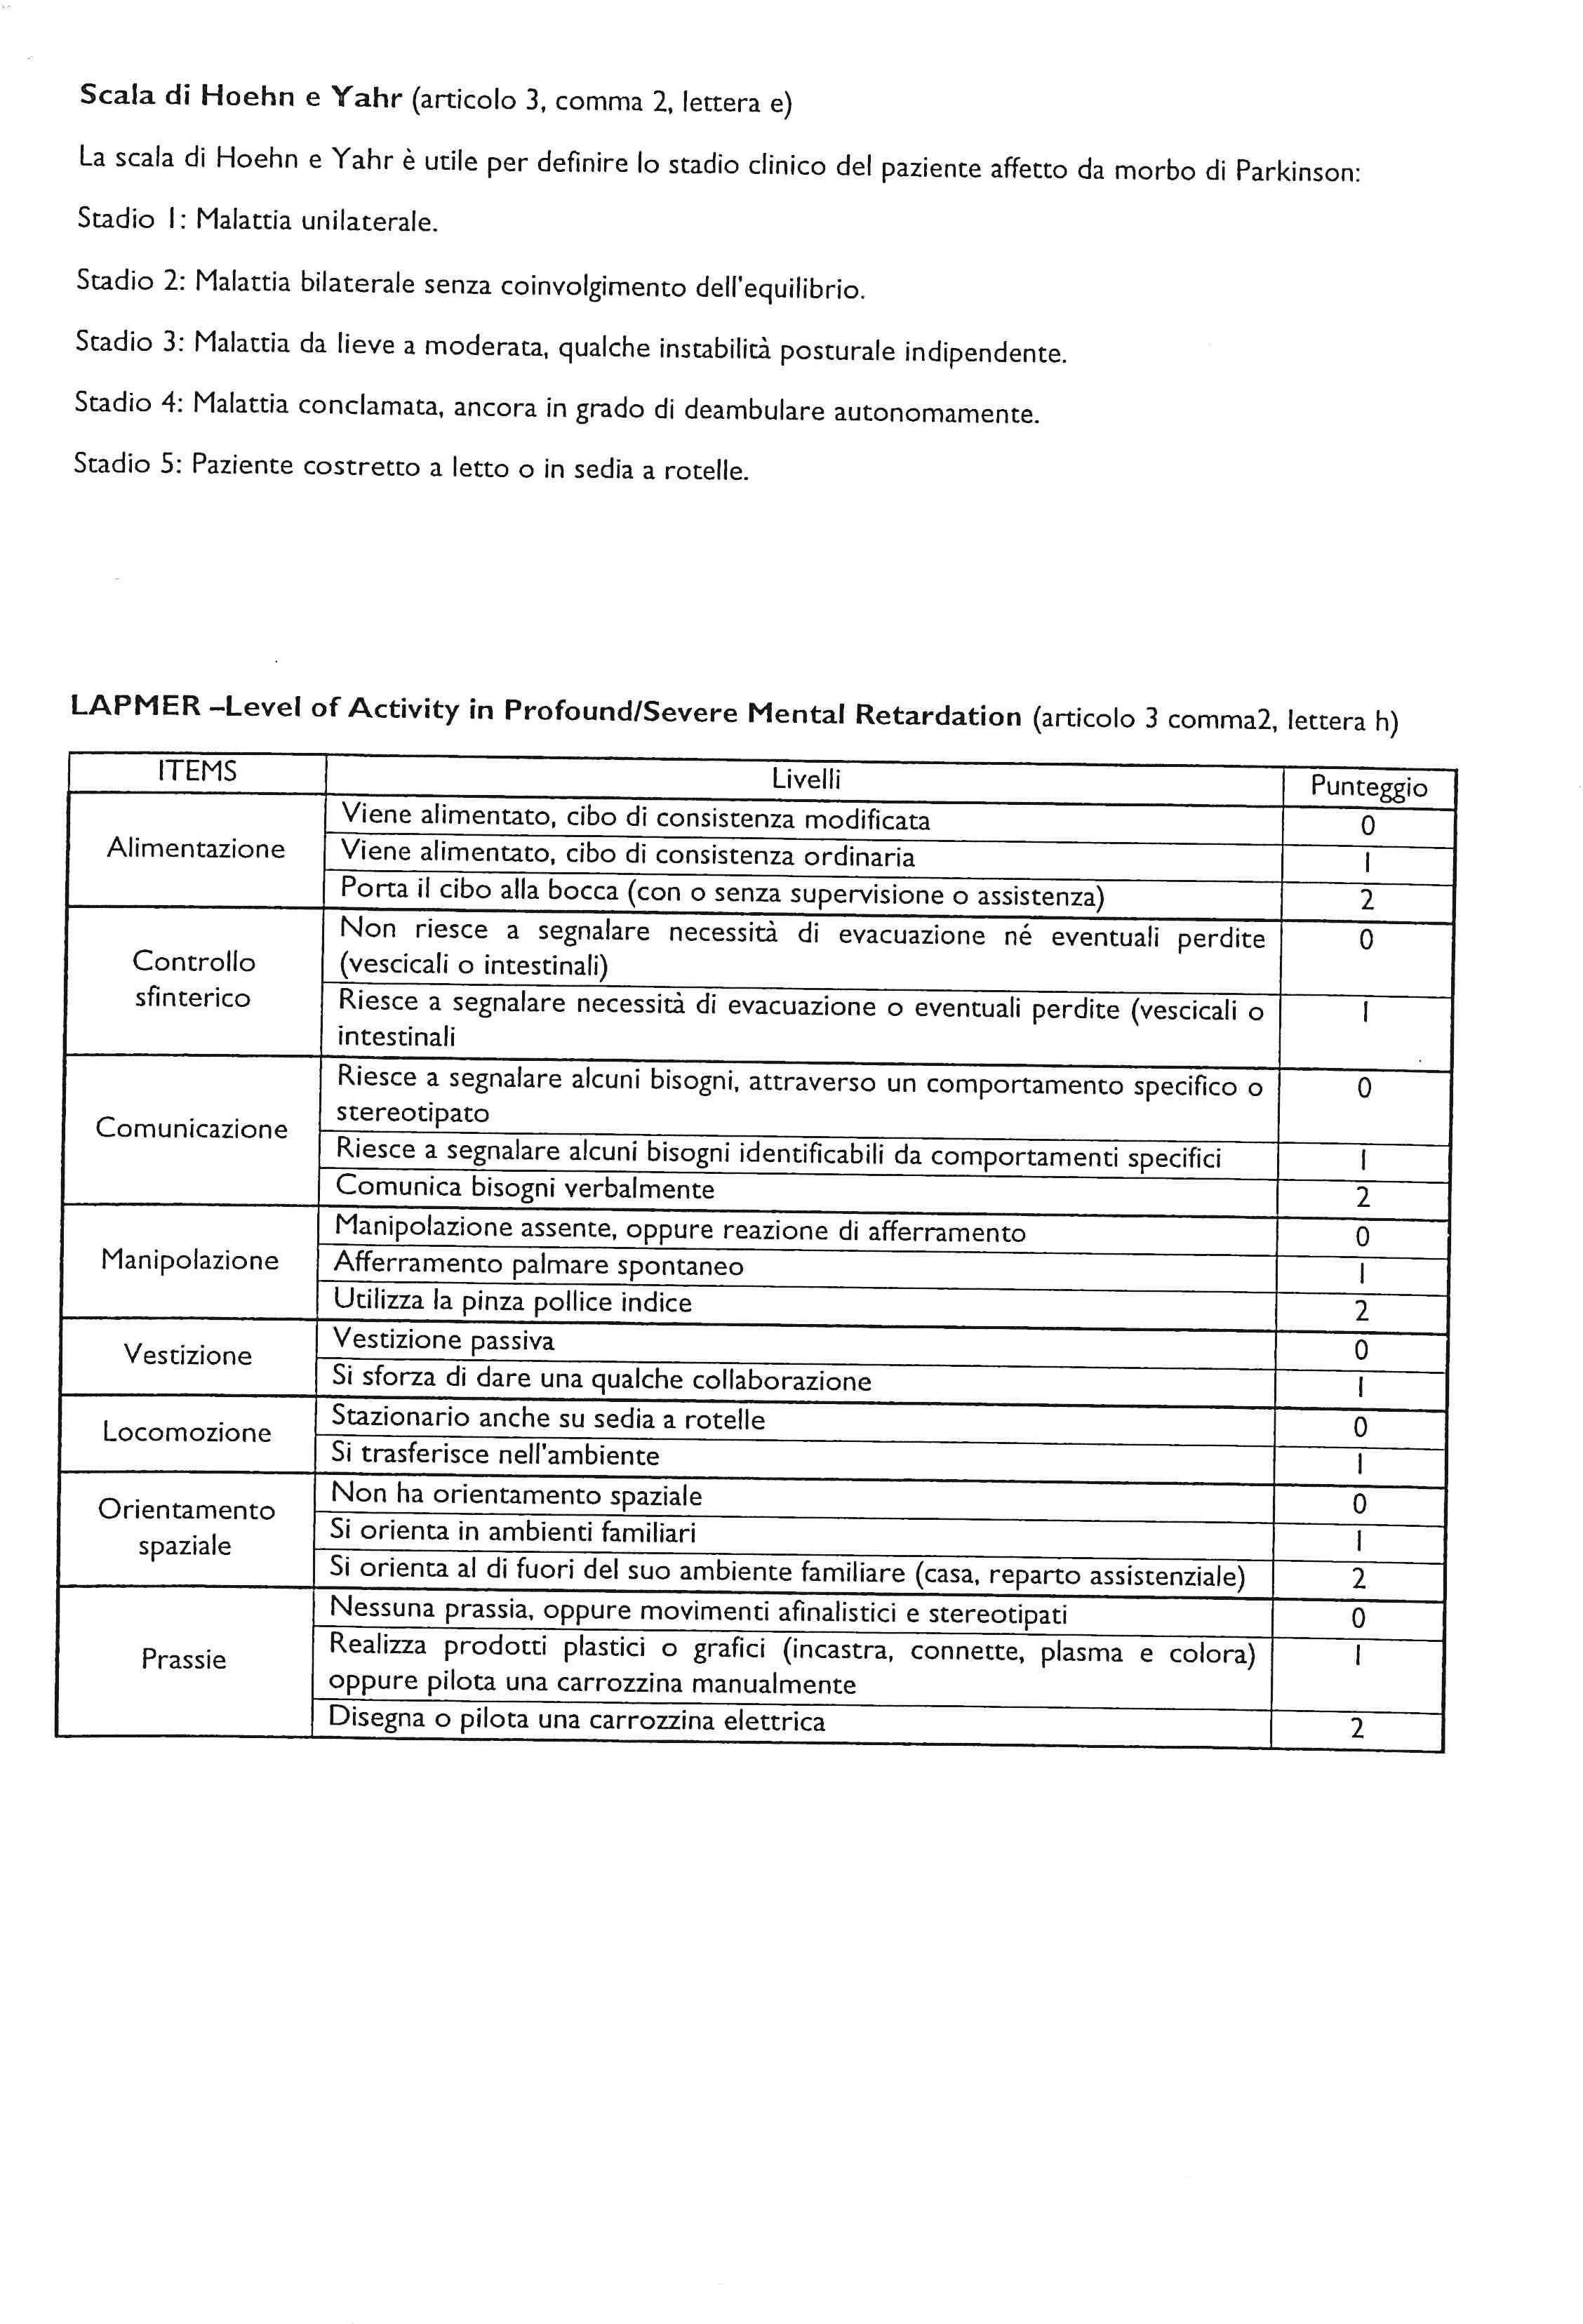 Scala di Hoehn e Yahr (articolo 3, comma 2, lettera e)
La scala di Hoehn e Yahr è utile per definire lo stadio clinico del paziente affetto da morbo di Parkinson:
Stadio 1: Malattia unilaterale.
Stadio 2: Malattia bilaterale senza coinvolgimento dell'equilibrio.
Stadio 3: Malattia da lieve a moderata, qualche instabilità posturale indipendente.
Stadio 4: Malattia conclamata, ancora in grado di deambulare autonomamente.
Stadio 5: Paziente costretto a letto o in sedia a rotelle.
LAPMER –Level of Activity in Profound/Severe Mental Retardation (articolo 3 comma2, lettera h)
ITEMS Livelli Punteggio
Alimentazione
Viene alimentato, cibo di consistenza modificata 0
Viene alimentato, cibo di consistenza ordinaria 1
Porta il cibo alla bocca (con o senza supervisione o assistenza) 2
Controllo
sfinterico
Non riesce a segnalare necessità di evacuazione né eventuali perdite 0
(vescicali o intestinali)
Riesce a segnalare necessità di evacuazione o eventuali perdite (vescicali o 1
intestinali
Comunicazione
Riesce a segnalare alcuni bisogni, attraverso un comportamento specifico o 0
stereotipato
Riesce a segnalare alcuni bisogni identificabili da comportamenti specifici 1
Comunica bisogni verbalmente 2
Manipolazione
Manipolazione assente, oppure reazione di afferramento 0
Afferramento palmare spontaneo 1
Utilizza la pinza pollice indice 2
Vestizione
Vestizione passiva 0
Si sforza di dare una qualche collaborazione 1
Locomozione
Stazionario anche su sedia a rotelle 0
Si trasferisce nell'ambiente 1
Orientamento
spaziale
Non ha orientamento spaziale 0
Si orienta in ambienti familiari 1
Si orienta al di fuori del suo ambiente familiare (casa, reparto assistenziale) 2
Prassie
Nessuna prassia, oppure movimenti afinalistici e stereotipati 0
Realizza prodotti plastici o grafici (incastra, connette, plasma e colora) 1
oppure pilota una carrozzina manualmente
Disegna o pilota una carrozzina elettrica 2